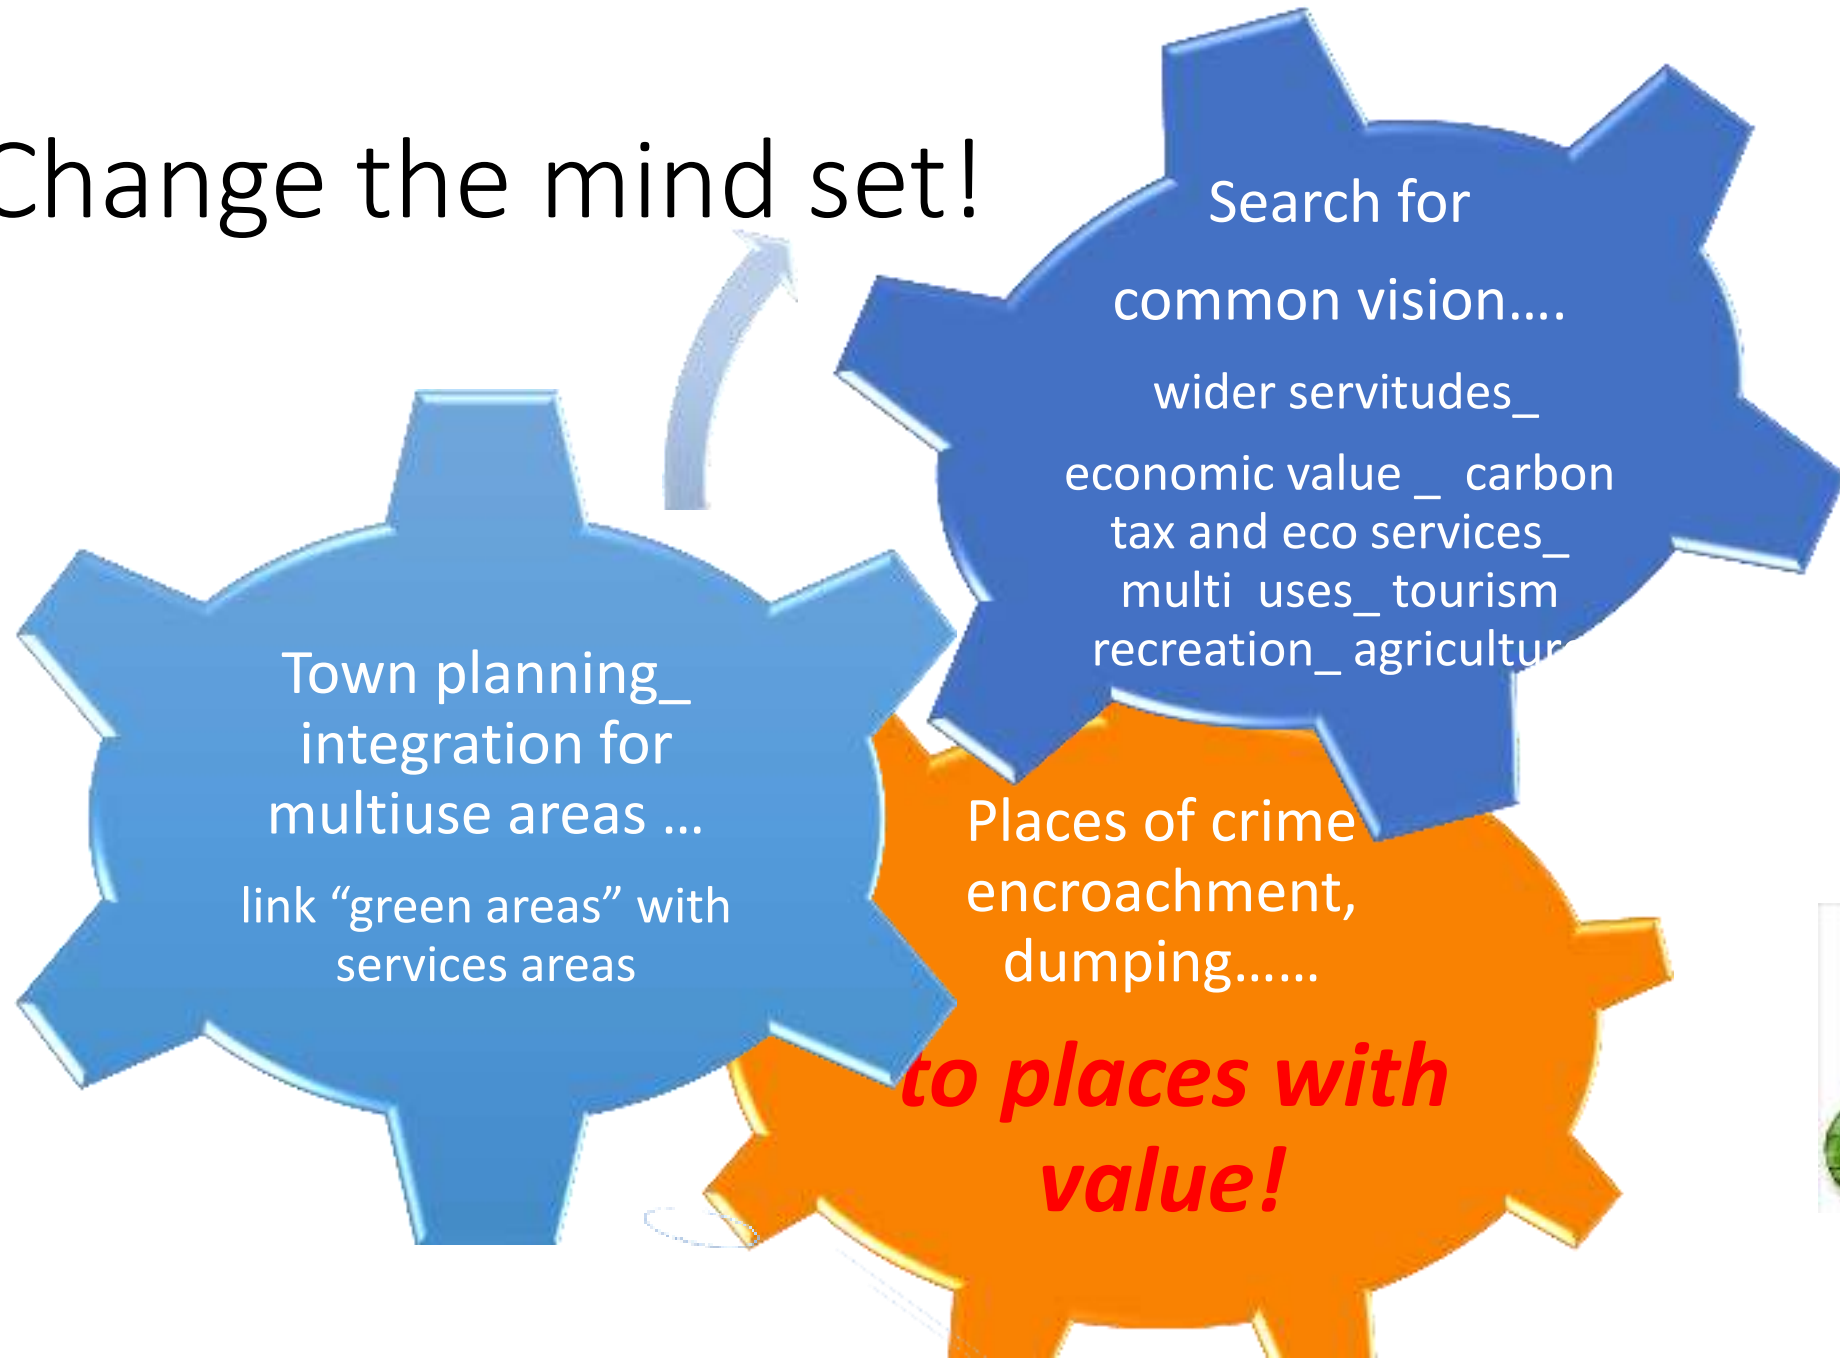 Change the mind set!
Search for
common vision....
wider servitudes_
economic value _ carbon
tax and eco services_
multi uses_ tourism
recreation_ agriculture
Town planning_
integration for
multiuse areas ...
link “green areas” with
services areas
Places of crime
encroachment,
dumping......
to places with
value!